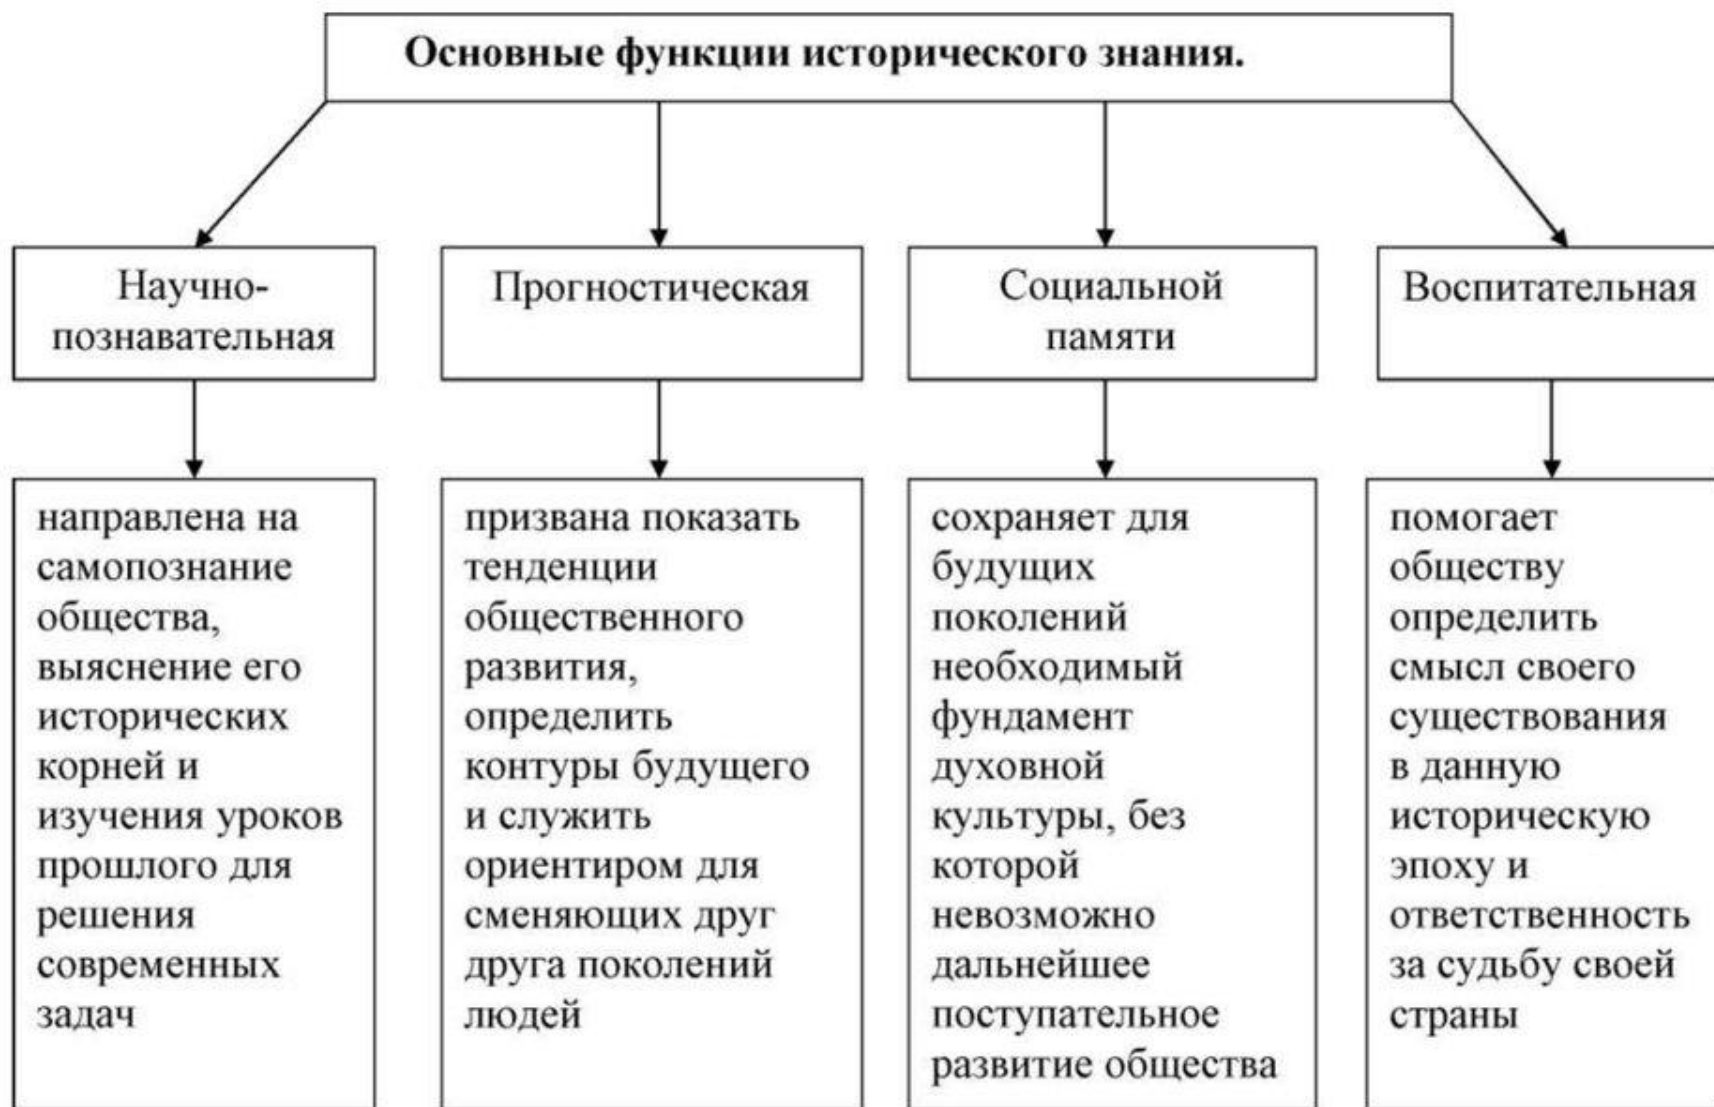 Основные функции исторического знания.
Научно-
познавательная
Прогностическая
Социальной
памяти
Воспитательная
направлена на
самопознание
общества,
выяснение его
исторических
корней и
изучения уроков
прошлого для
решения
современных
задач
призвана показать
тенденции
общественного
развития,
определить
контуры будущего
и служить
ориентиром для
сменяющих друг
друга поколений
людей
сохраняет для
будущих
поколений
необходимый
фундамент
духовной
культуры, без
которой
невозможно
дальнейшее
поступательное
развитие общества
помогает
обществу
определить
смысл своего
существования
в данную
историческую
эпоху и
ответственность
за судьбу своей
страны